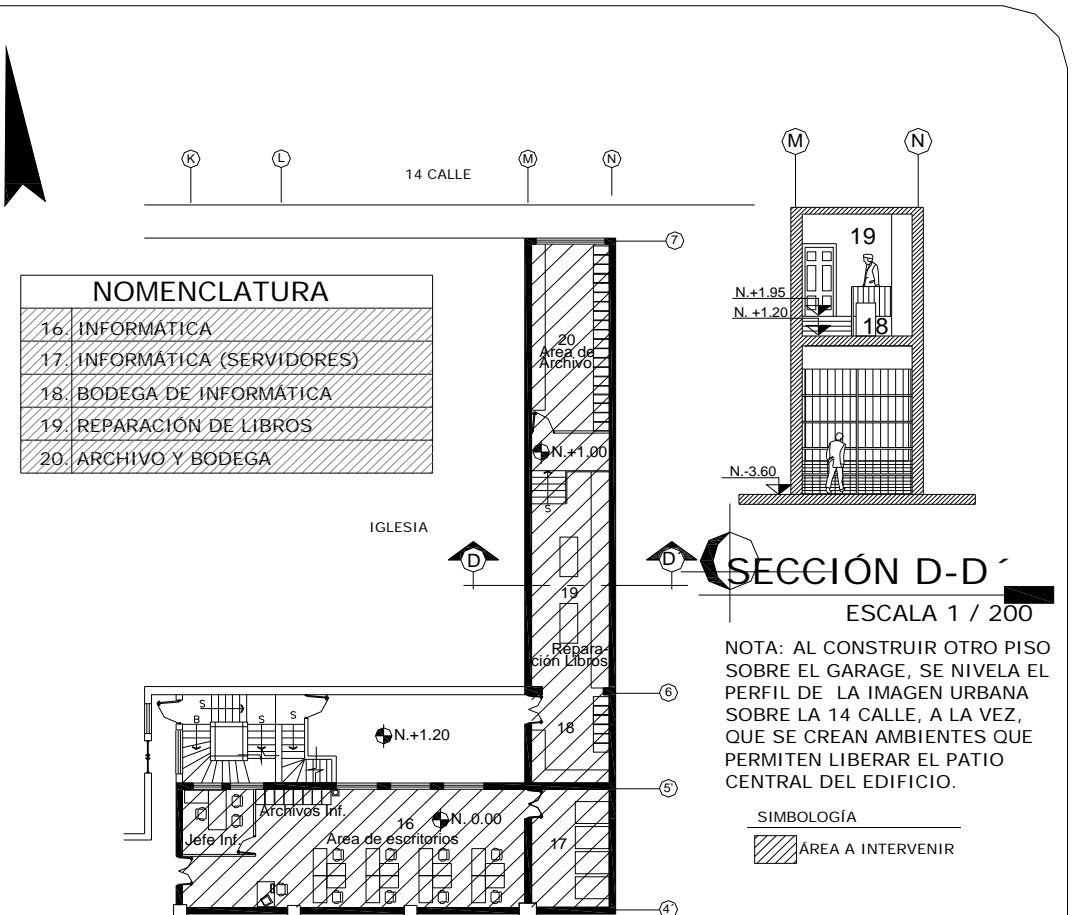 K
L
M
N
14 CALLE
7
NOMENCLATURA
16. INFORMÁTICA
17. INFORMÁTICA (SERVIDORES)
18. BODEGA DE INFORMÁTICA
19. REPARACIÓN DE LIBROS
20. ARCHIVO Y BODEGA
20
Area de
Archivo
N.+1.00
S
IGLESIA
D
D´
19
Repara-
ción Libros
6
18
B
S
S
S
N.+1.20
5'
Archivos Inf.
Jefe Inf.
16
Area de escritorios
N. 0.00
17
4'
M
N
19
N.+1.95
N. +1.20
18
N.-3.60
SECCIÓN D-D´
ESCALA 1 / 200
NOTA: AL CONSTRUIR OTRO PISO
SOBRE EL GARAGE, SE NIVELA EL
PERFIL DE LA IMAGEN URBANA
SOBRE LA 14 CALLE, A LA VEZ,
QUE SE CREAN AMBIENTES QUE
PERMITEN LIBERAR EL PATIO
CENTRAL DEL EDIFICIO.
SIMBOLOGÍA
ÁREA A INTERVENIR